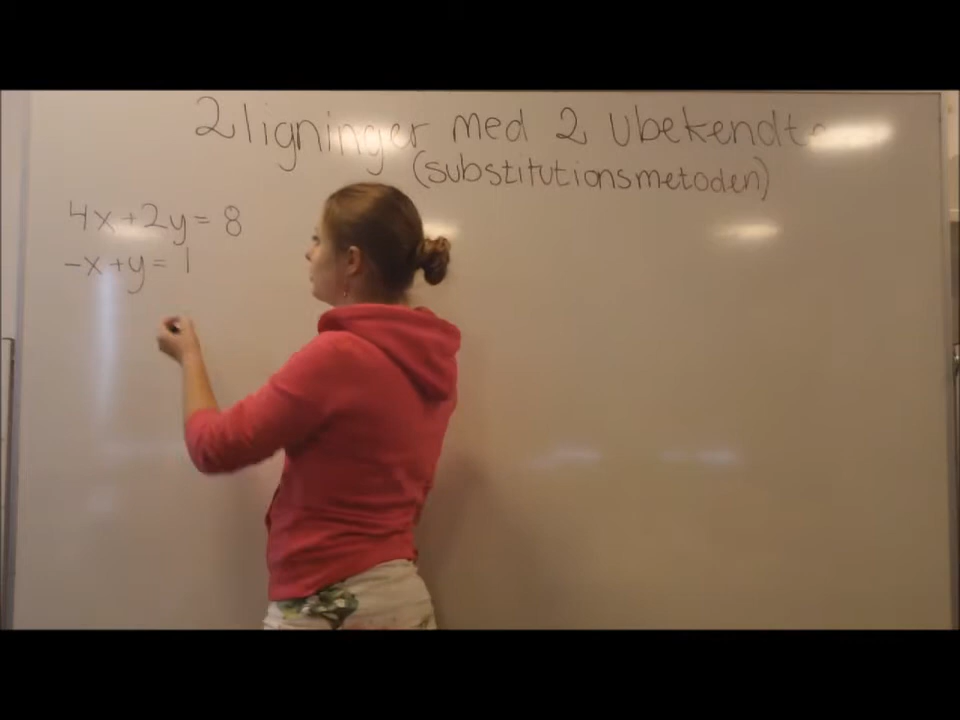 2 ligninger med 2 Ubekendte
(substitutionsmetoden)
4x+2y=8
-x+y=1